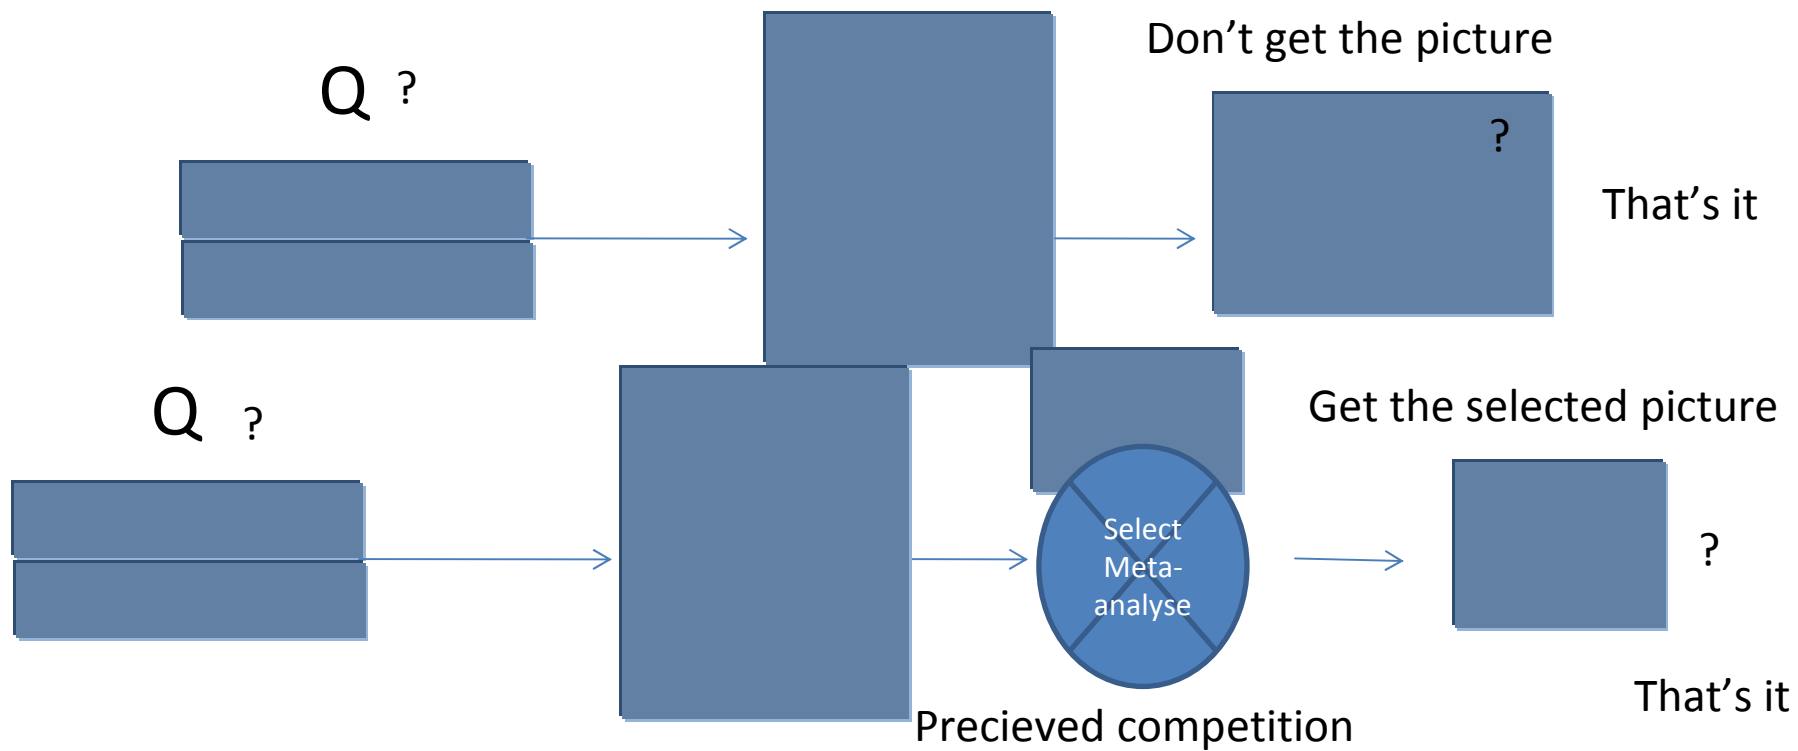 Don’t get the picture
Q ?
?
That’s it
Q ?
Get the selected picture
Select
Meta-
analyse
?
That’s it
Precieved competition